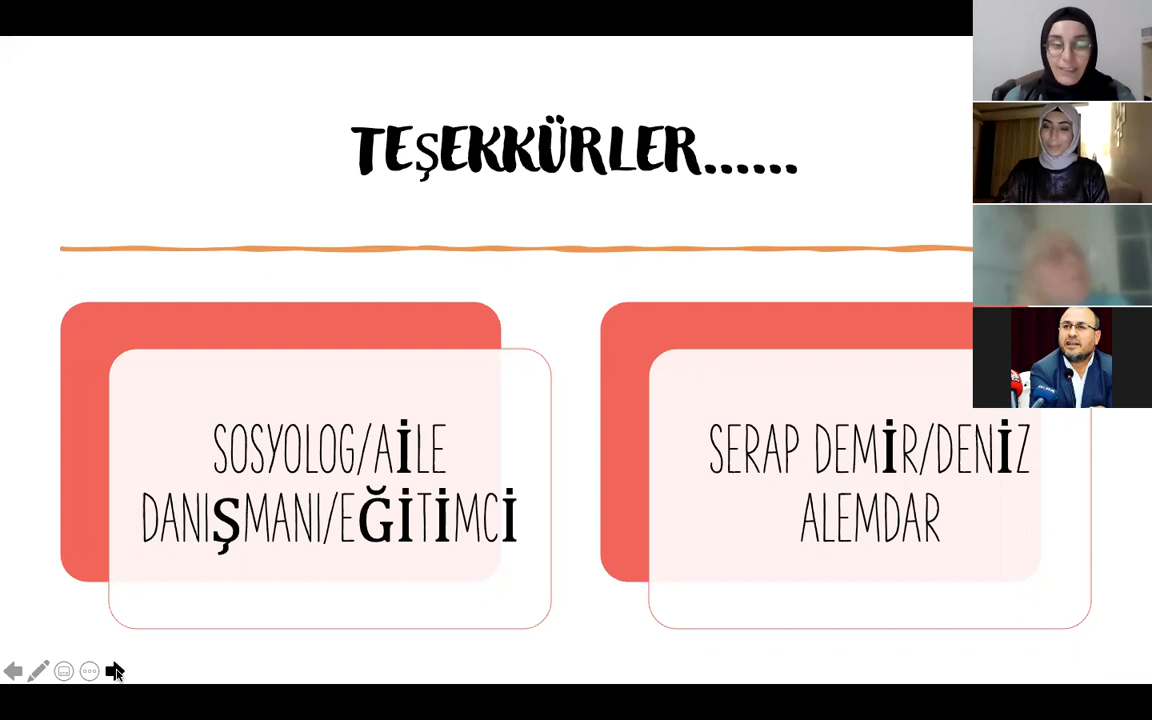 TEŞEKKÜRLER......
SOSYOLOG/AİLE
DANIŞMANI/EĞİTİMCİ
SERAP DEMİR/DENİZ
ALEMDAR